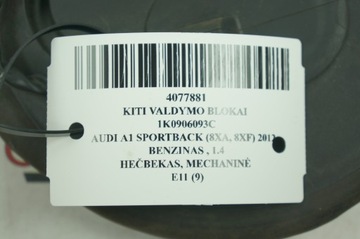 4077881
KITI VALDYMO BLOKAI
1K0906093C
AUDI A1 SPORTBACK (8XA, 8XF) 2012
BENZINAS , 1.4
HEČBEKAS, MECHANINĖ
E11 (9)